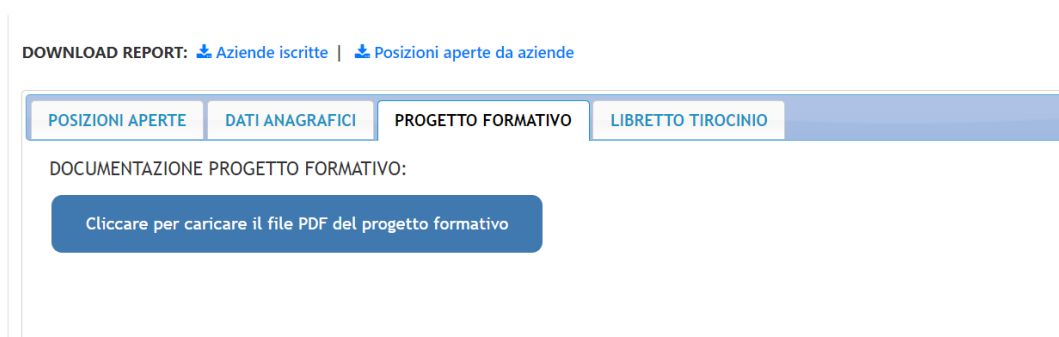 DOWNLOAD REPORT: Aziende iscritte | Posizioni aperte da aziende
POSIZIONI APERTE DATI ANAGRAFICI PROGETTO FORMATIVO LIBRETTO TIROCINIO
DOCUMENTAZIONE PROGETTO FORMATIVO:
Cliccare per caricare il file PDF del progetto formativo